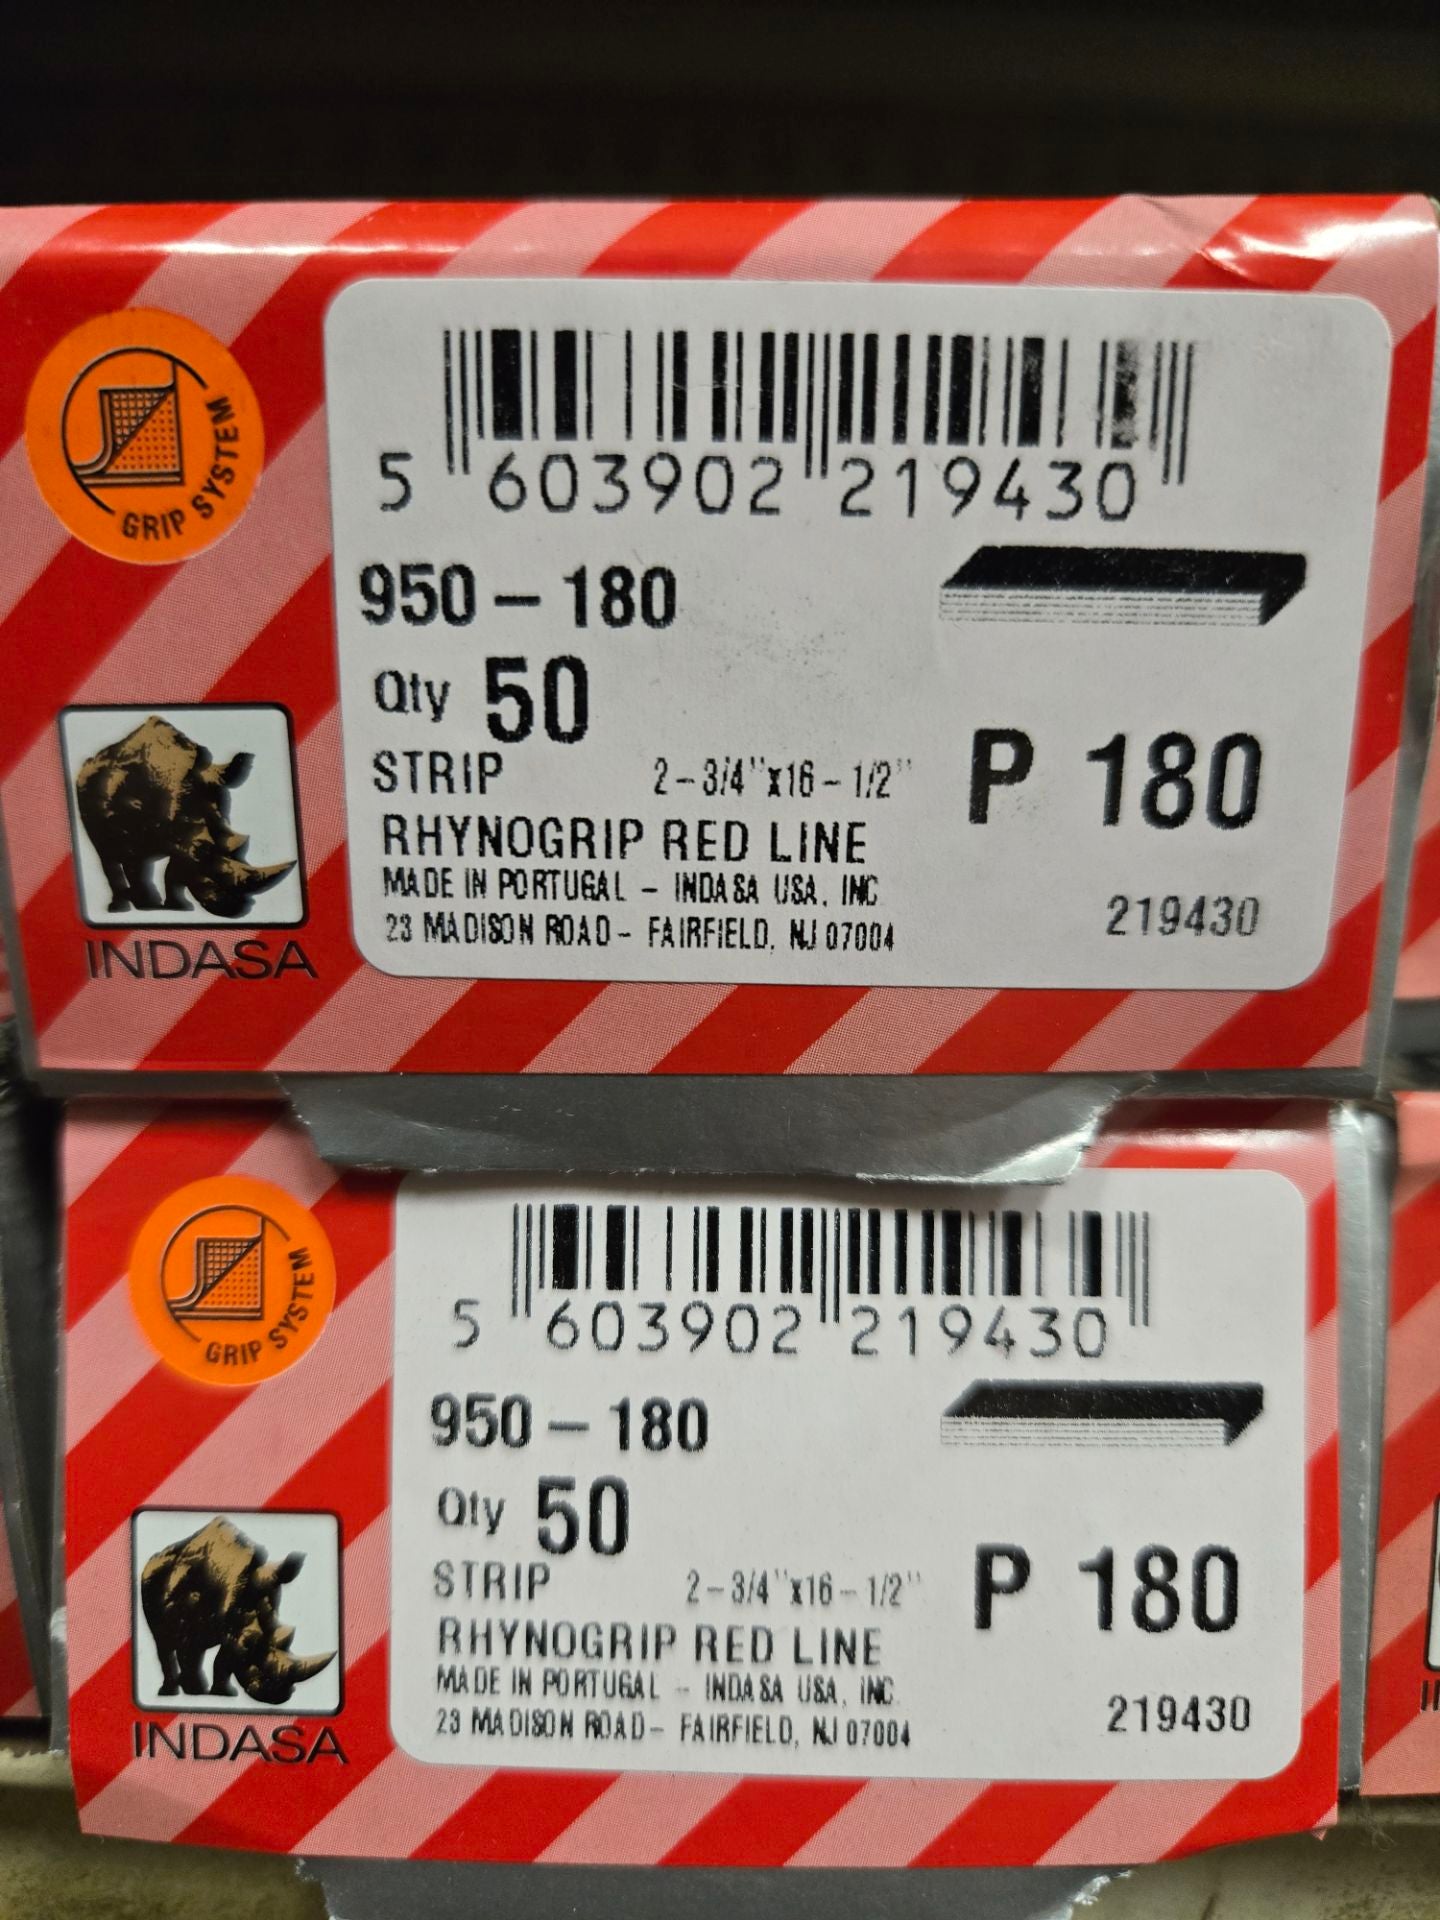 GRIP SYSTEM
5 603902 219430
950-180
Qty 50
STRIP 2-3/4"x16-1/2"
P 180
RHYNOGRIP RED LINE
MADE IN PORTUGAL - INDASA USA, INC
23 MADISON ROAD- FAIRFIELD, NJ 07004
219430
INDASA
GRIP SYSTEM
5 603902 219430
950-180
Qty 50
STRIP 2-3/4"x16-1/2"
P 180
RHYNOGRIP RED LINE
MADE IN PORTUGAL - INDASA USA, INC.
23 MADISON ROAD- FAIRFIELD, NJ 07004
219430
INDASA